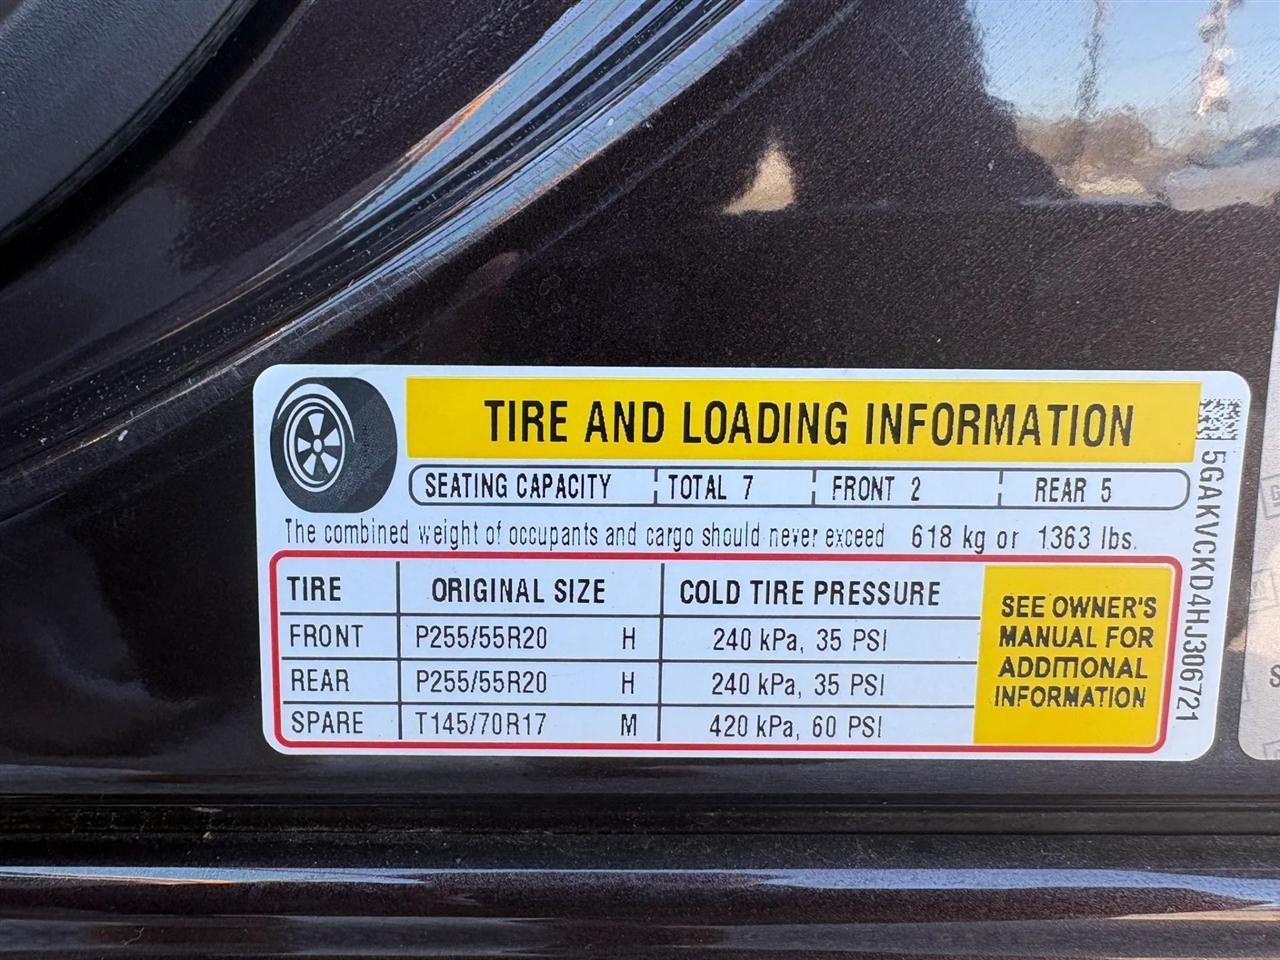 TIRE AND LOADING INFORMATION
SEATING CAPACITY TOTAL 7 FRONT 2 REAR 5
The combined weight of occupants and cargo should never exceed 618 kg or 1363 lbs.
TIRE ORIGINAL SIZE COLD TIRE PRESSURE
FRONT P255/55R20 H 240 kPa, 35 PSI
REAR P255/55R20 H 240 kPa, 35 PSI
SPARE T145/70R17 M 420 kPa, 60 PSI
SEE OWNER'S
MANUAL FOR
ADDITIONAL
INFORMATION
5GAKVCKD4HJ306721